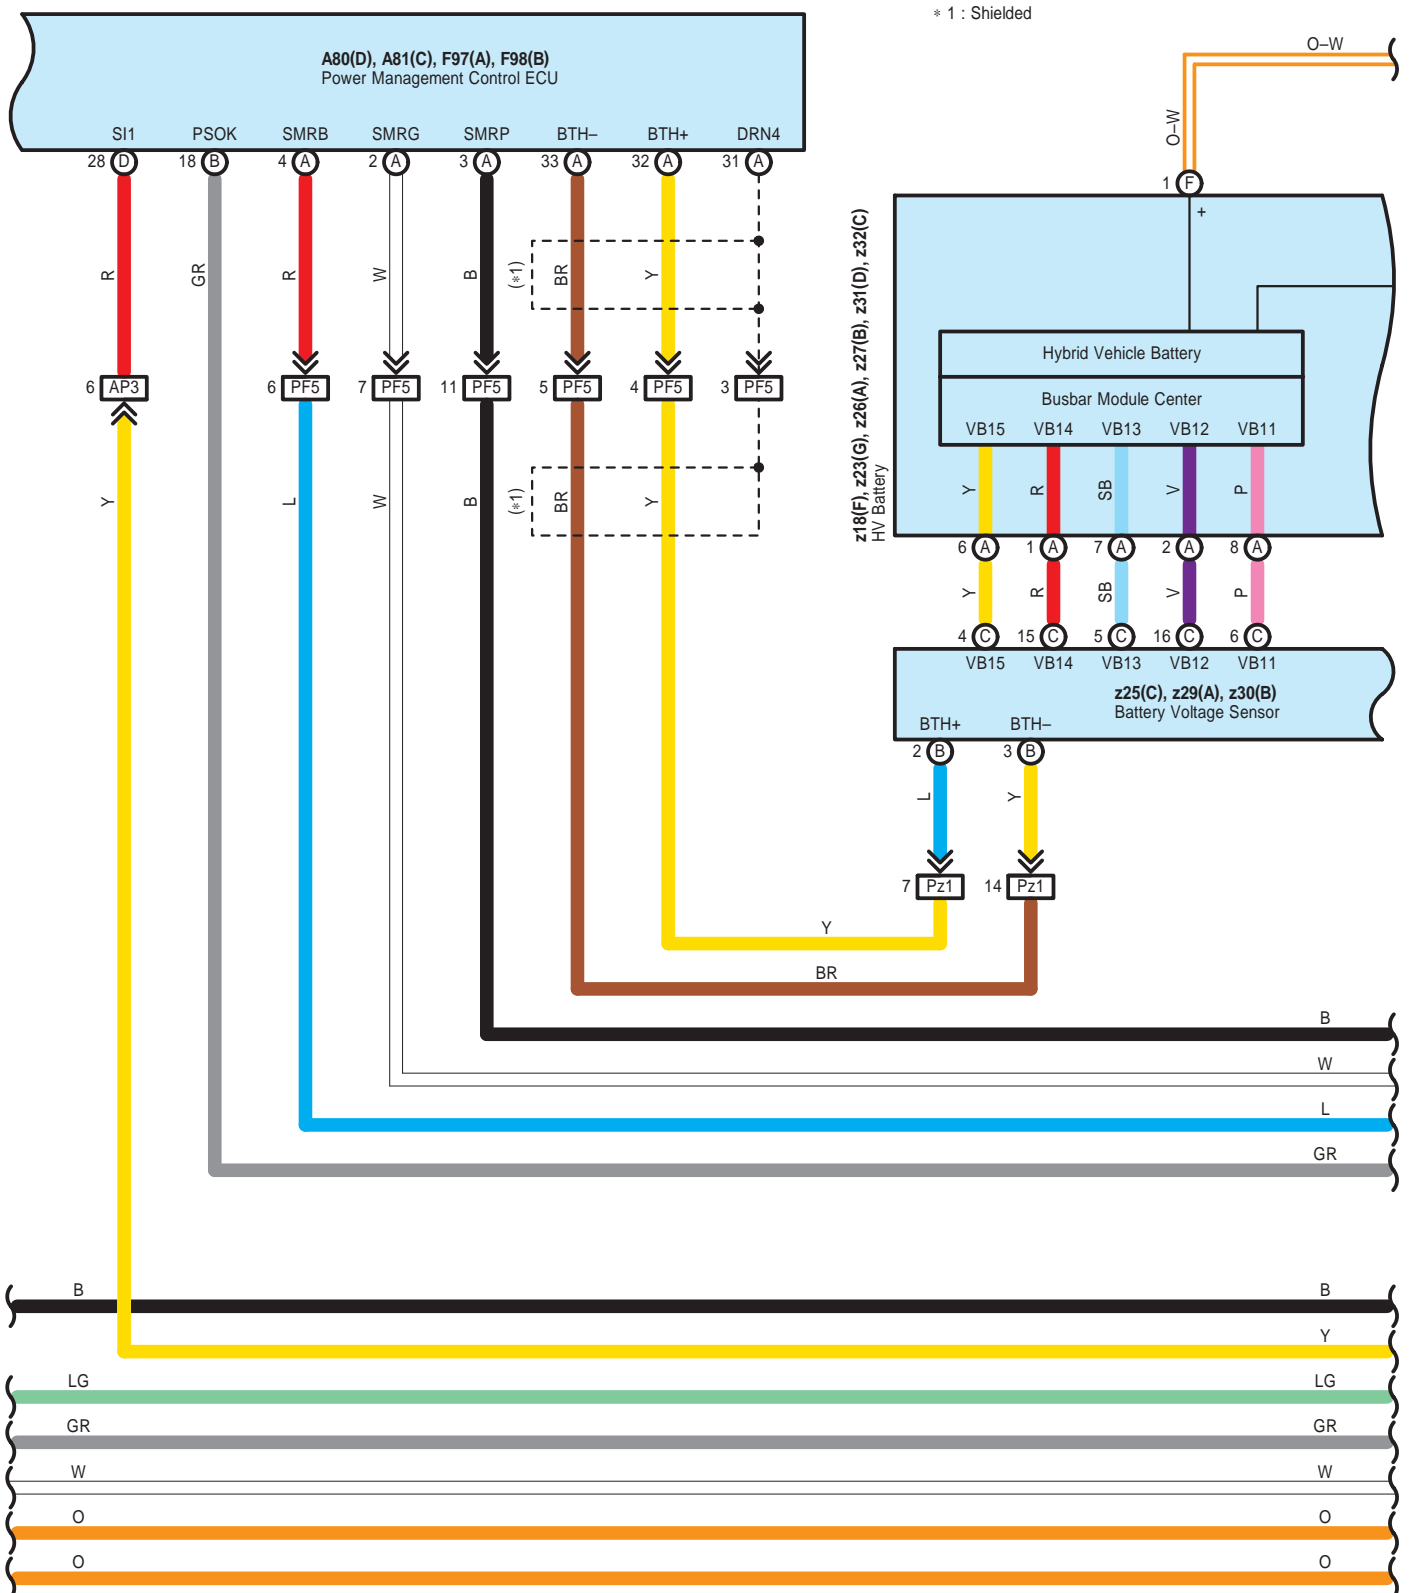 ∗ 1 : Shielded
O–W
A80(D), A81(C), F97(A), F98(B)
Power Management Control ECU
SI1 PSOK SMRB SMRG SMRP BTH– BTH+ DRN4
28 D 18 B 4 A 2 A 3 A 33 A 32 A 31 A
O–W
1 F
+
R GR R W B (∗1) BR Y
z18(F), z23(G), z26(A), z27(B), z31(D), z32(C)
HV Battery
Hybrid Vehicle Battery
Busbar Module Center
VB15 VB14 VB13 VB12 VB11
6 AP3 6 PF5 7 PF5 11 PF5 5 PF5 4 PF5 3 PF5
Y L W B (∗1) BR Y
Y R SB V P
6 A 1 A 7 A 2 A 8 A
Y R SB V P
4 C 15 C 5 C 16 C 6 C
VB15 VB14 VB13 VB12 VB11
z25(C), z29(A), z30(B)
Battery Voltage Sensor
BTH+ BTH–
2 B 3 B
L Y
7 Pz1 14 Pz1
Y
BR
B
W
L
GR
B B
Y
LG LG
GR GR
W W
O O
O O